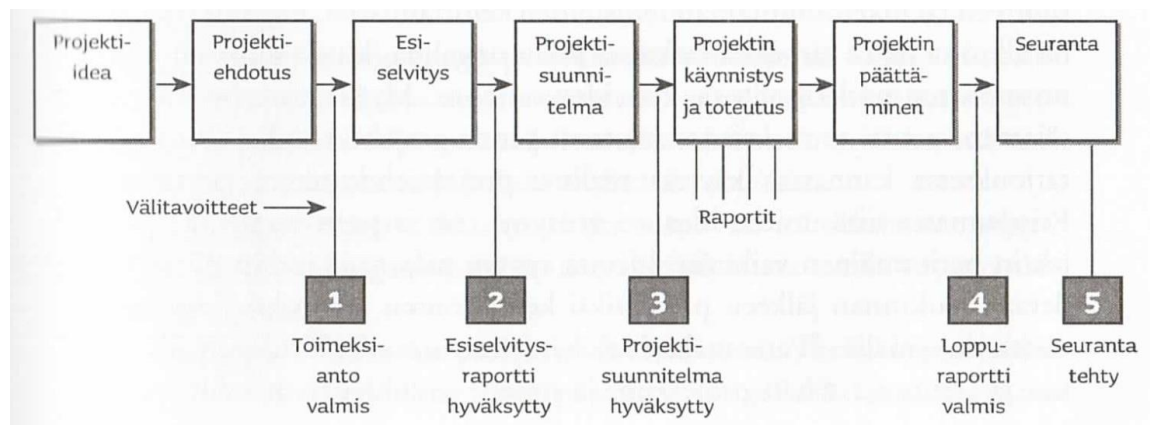 Projekti-
idea
Projekti-
ehdotus
Esi-
selvitys
Projekti-
suunni-
telma
Projektin
käynnistys
ja toteutus
Projektin
päättä-
minen
Seuranta
Välitavoitteet
Raportit
1
Toimeksi-
anto
valmis
2
Esiselvitys-
raportti
hyväksytty
3
Projekti-
suunnitelma
hyväksytty
4
Loppu-
raportti
valmis
5
Seuranta
tehty